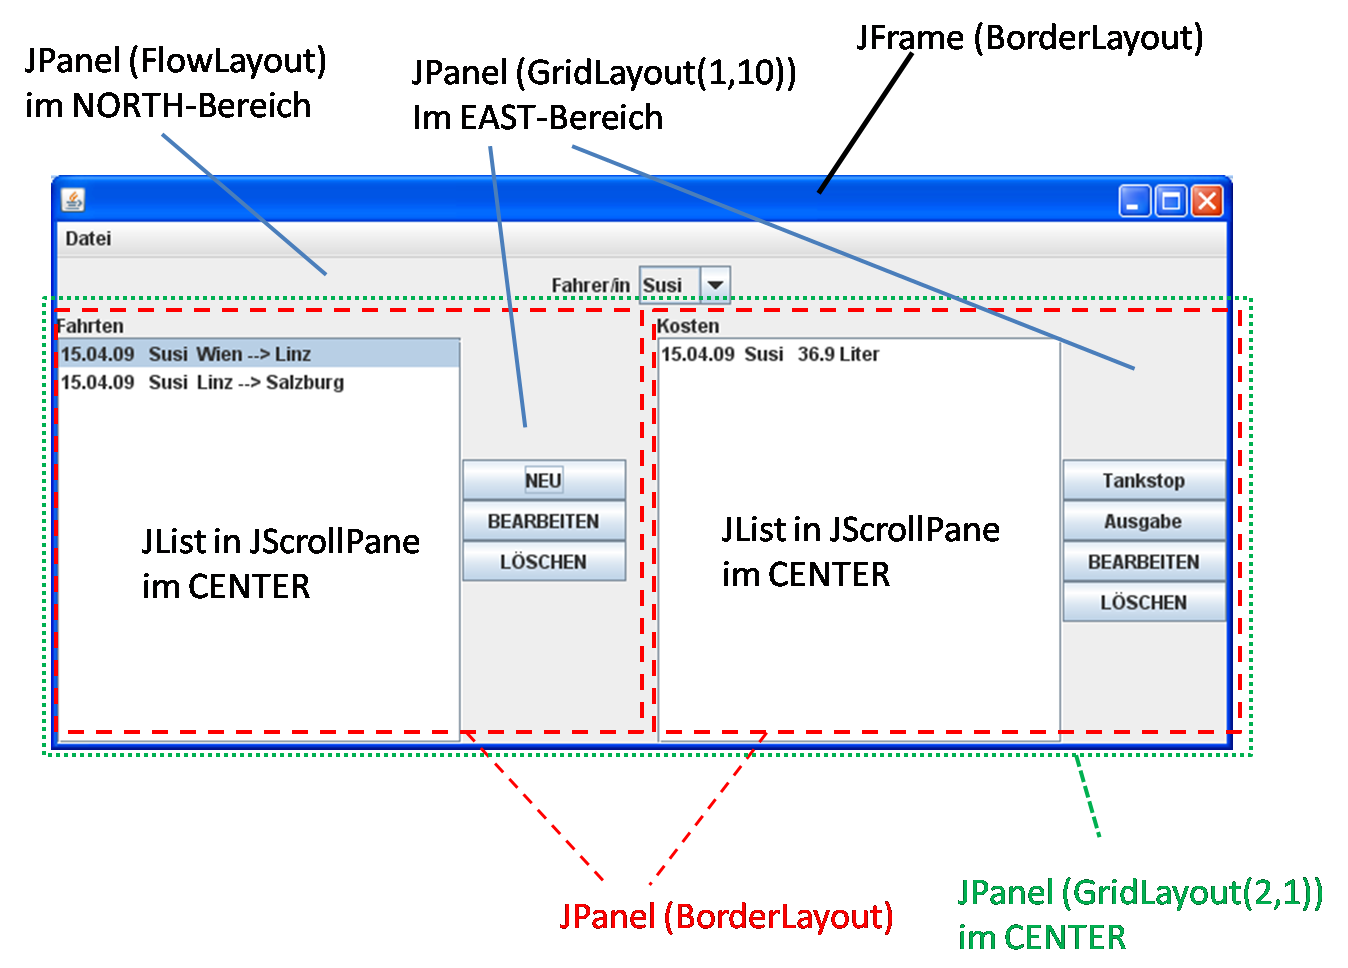 JFrame (BorderLayout)
JPanel (FlowLayout)
im NORTH-Bereich
JPanel (GridLayout(1,10))
Im EAST-Bereich
Datei
Fahrer/in Susi
Fahrten
15.04.09 Susi Wien --> Linz
15.04.09 Susi Linz --> Salzburg
JList in JScrollPane
im CENTER
NEU
BEARBEITEN
LÖSCHEN
Kosten
15.04.09 Susi 36.9 Liter
JList in JScrollPane
im CENTER
Tankstop
Ausgabe
BEARBEITEN
LÖSCHEN
JPanel (BorderLayout)
JPanel (GridLayout(2,1))
im CENTER